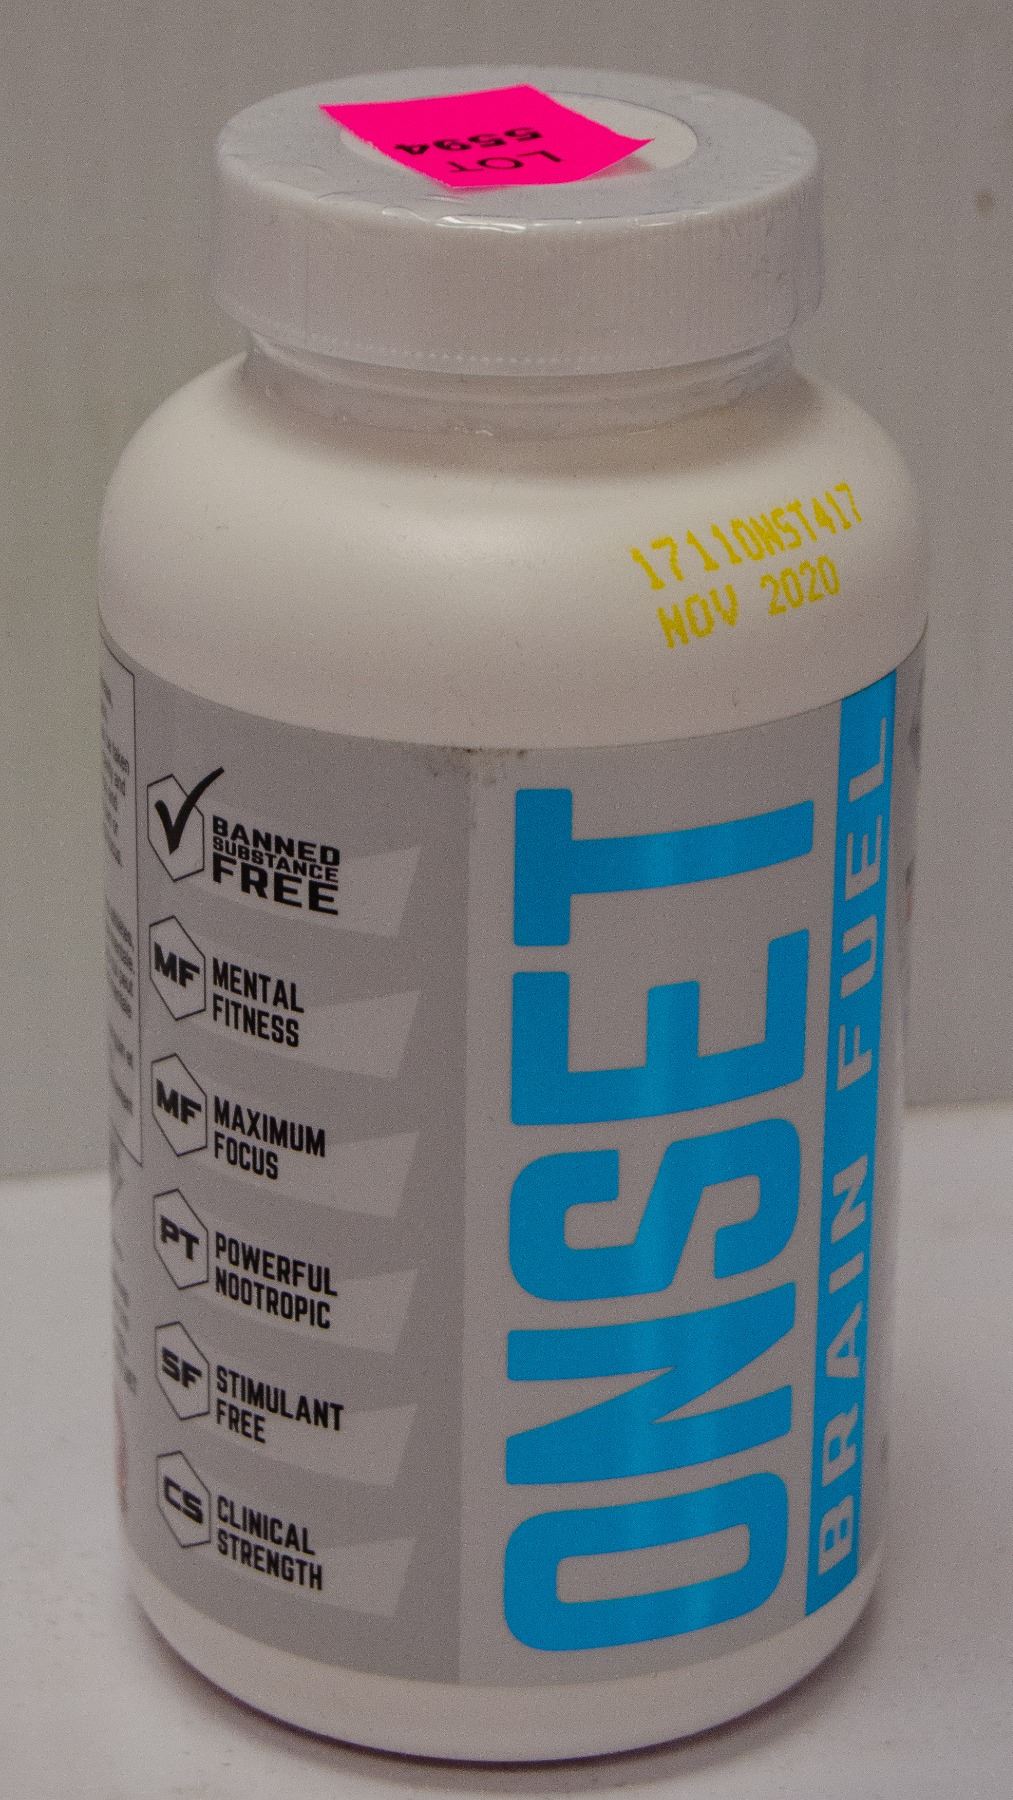 LOT
5594
1711ONST417
NOV 2020
BANNED
SUBSTANCE
FREE
MF
MENTAL
FITNESS
MF
MAXIMUM
FOCUS
PT
POWERFUL
NOOTROPIC
SF
STIMULANT
FREE
CS
CLINICAL
STRENGTH
ONSET
BRAIN FUEL